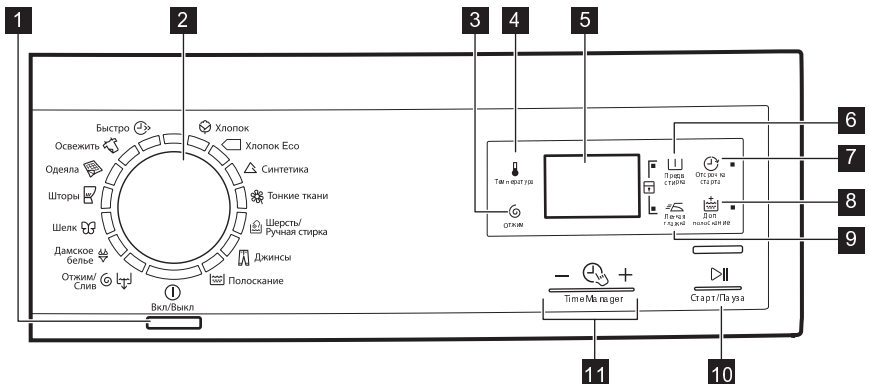 1
2
3
4
5
6
7
8
9
10
11
Быстро
Освежить
Одеяла
Шторы
Шелк
Дамское
белье
Отжим/
Слив
Вкл/Выкл
Хлопок
Хлопок Eco
Синтетика
Тонкие ткани
Шерсть/
Ручная стирка
Джинсы
Полоскание
Температура
Отжим
Предв
стирка
Отсрочка
старта
Легкая
глажка
Доп
полоскание
TimeManager
Старт/Пауза